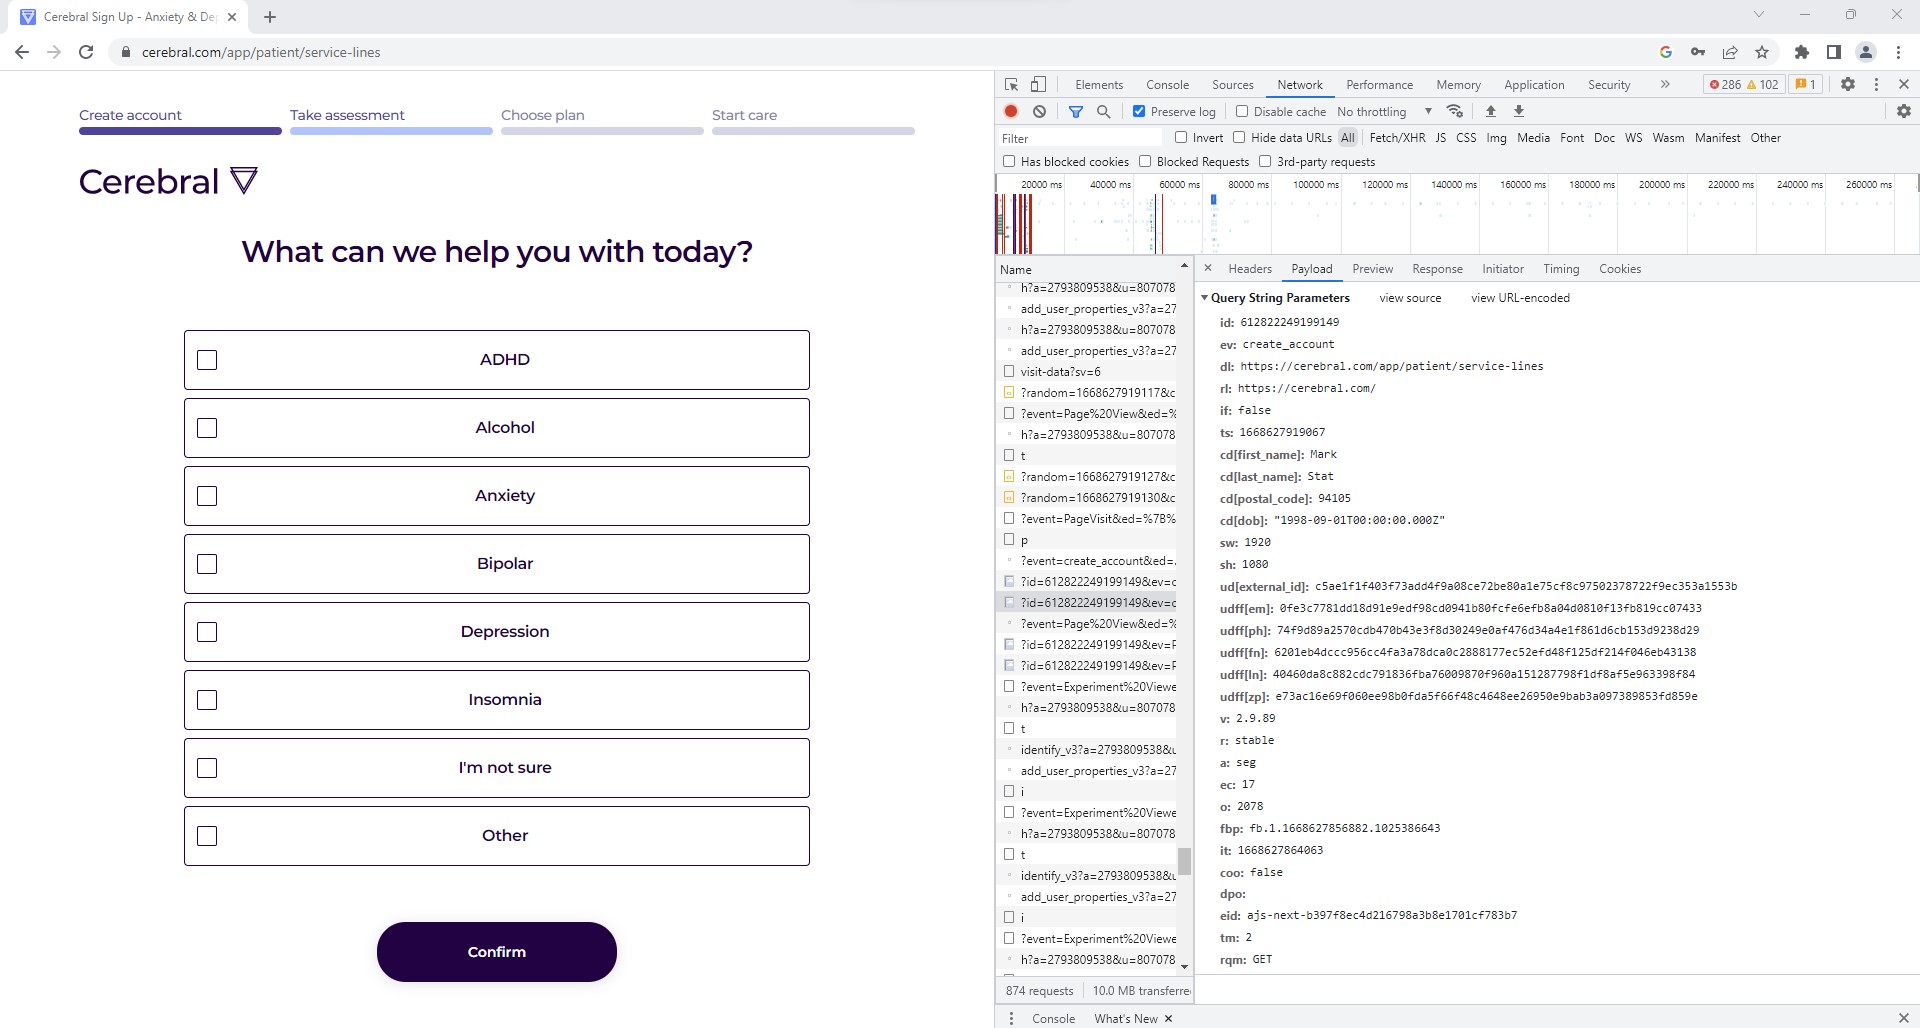 Cerebral Sign Up - Anxiety & De
cerebral.com/app/patient/service-lines
Create account
Take assessment
Choose plan
Start care
Cerebral
What can we help you with today?
ADHD
Alcohol
Anxiety
Bipolar
Depression
Insomnia
I'm not sure
Other
Confirm
Elements Console Sources Network Performance Memory Application Security » 286 102 1
Preserve log Disable cache No throttling
Filter Invert Hide data URLs All Fetch/XHR JS CSS Img Media Font Doc WS Wasm Manifest Other
Has blocked cookies Blocked Requests 3rd-party requests
20000 ms 40000 ms 60000 ms 80000 ms 100000 ms 120000 ms 140000 ms 160000 ms 180000 ms 200000 ms 220000 ms 240000 ms 260000 ms
Name
h?a=2793809538&u=807078
add_user_properties_v3?a=27
h?a=2793809538&u=807078
add_user_properties_v3?a=27
visit-data?sv=6
?random=1668627919117&c
?event=Page%20View&ed=%
h?a=2793809538&u=807078
t
?random=1668627919127&c
?random=1668627919130&c
?event=PageVisit&ed=%7B%
p
?event=create_account&ed=.
?id=612822249199149&ev=c
?id=612822249199149&ev=c
?event=Page%20View&ed=%
?id=612822249199149&ev=F
?id=612822249199149&ev=F
?event=Experiment%20Viewe
h?a=2793809538&u=807078
t
identify_v3?a=2793809538&u
add_user_properties_v3?a=27
i
?event=Experiment%20Viewe
h?a=2793809538&u=807078
t
identify_v3?a=2793809538&u
add_user_properties_v3?a=27
i
?event=Experiment%20Viewe
h?a=2793809538&u=807078
874 requests 10.0 MB transferre
Headers Payload Preview Response Initiator Timing Cookies
Query String Parameters view source view URL-encoded
id: 612822249199149
ev: create_account
dl: https://cerebral.com/app/patient/service-lines
rl: https://cerebral.com/
if: false
ts: 1668627919067
cd[first_name]: Mark
cd[last_name]: Stat
cd[postal_code]: 94105
cd[dob]: "1998-09-01T00:00:00.000Z"
sw: 1920
sh: 1080
ud[external_id]: c5ae1f1f403f73add4f9a08ce72be80a1e75cf8c97502378722f9ec353a1553b
udff[em]: 0fe3c7781dd18d91e9edf98cd0941b80fcfe6efb8a04d0810f13fb819cc07433
udff[ph]: 74f9d89a2570cdb470b43e3f8d30249e0af476d34a4e1f861d6cb153d9238d29
udff[fn]: 6201eb4dccc956cc4fa3a78dca0c2888177ec52efd48f125df214f046eb43138
udff[ln]: 40460da8c882cdc791836fba76009870f960a151287798f1df8af5e963398f84
udff[zp]: e73ac16e69f060ee98b0fda5f66f48c4648ee26950e9bab3a097389853fd859e
v: 2.9.89
r: stable
a: seg
ec: 17
o: 2078
fbp: fb.1.1668627856882.1025386643
it: 1668627864063
coo: false
dpo:
eid: ajs-next-b397f8ec4d216798a3b8e1701cf783b7
tm: 2
rqm: GET
Console What's New